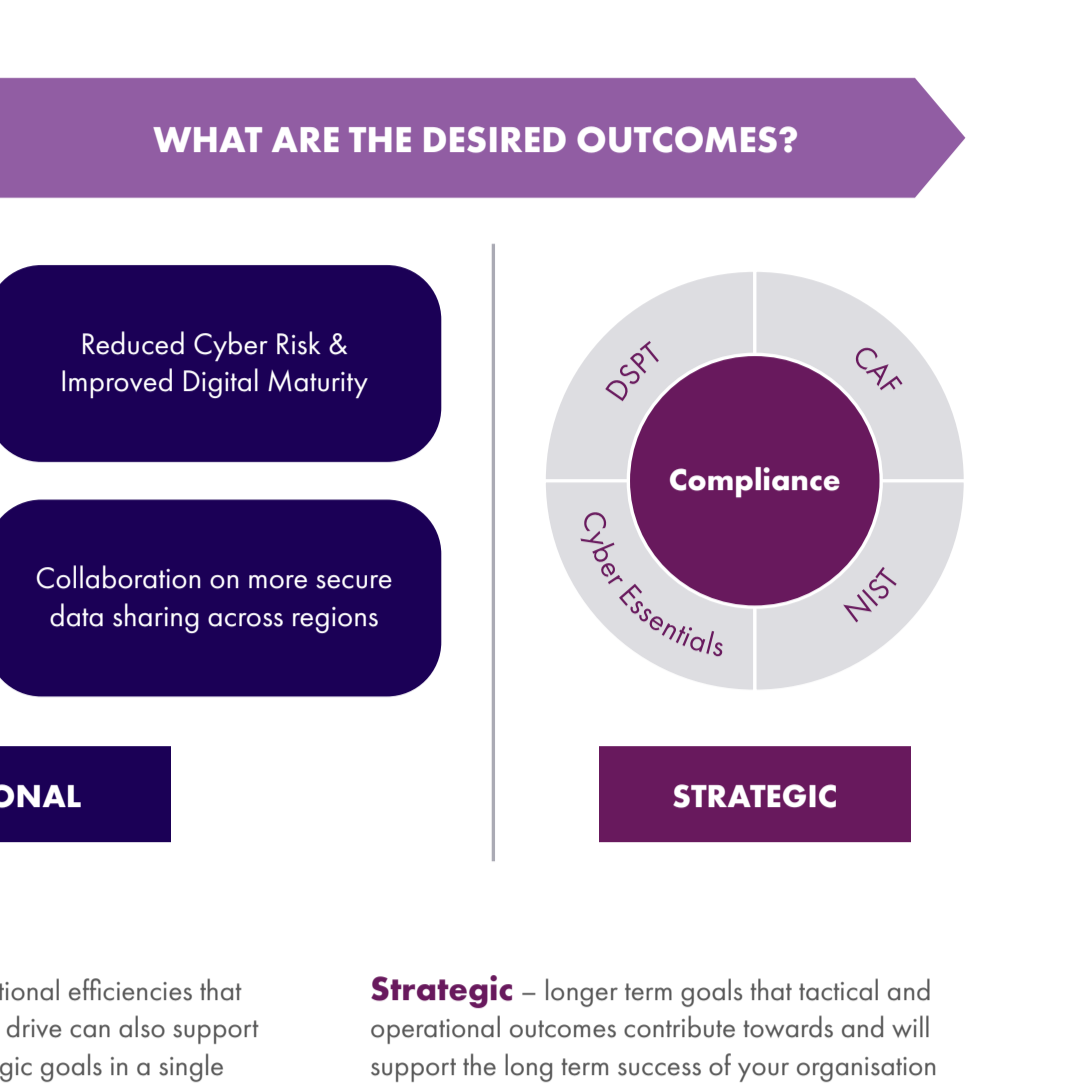 WHAT ARE THE DESIRED OUTCOMES?
Reduced Cyber Risk &
Improved Digital Maturity
Collaboration on more secure
data sharing across regions
DSPT
CAF
Compliance
Cyber Essentials
NIST
ONAL
STRATEGIC
tional efficiencies that
drive can also support
gic goals in a single
Strategic – longer term goals that tactical and
operational outcomes contribute towards and will
support the long term success of your organisation